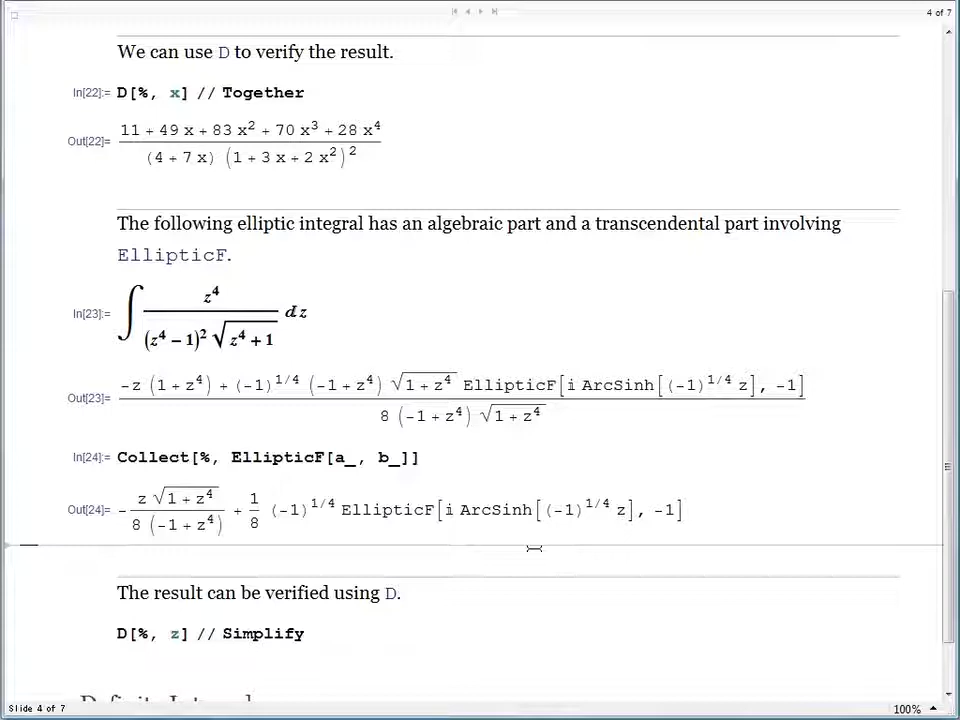 4 of 7
We can use D to verify the result.
In[22]:= D[%, x] // Together
Out[22]= (11 + 49 x + 83 x^2 + 70 x^3 + 28 x^4) / ((4 + 7 x) (1 + 3 x + 2 x^2)^2)
The following elliptic integral has an algebraic part and a transcendental part involving
EllipticF.
In[23]:= ∫ z^4 / ((z^4 − 1)^2 √(z^4 + 1)) ⅆz
Out[23]= (-z (1 + z^4) + (-1)^1/4 (-1 + z^4) √(1 + z^4) EllipticF[i ArcSinh[(-1)^1/4 z], -1]) / (8 (-1 + z^4) √(1 + z^4))
In[24]:= Collect[%, EllipticF[a_, b_]]
Out[24]= - (z √(1 + z^4)) / (8 (-1 + z^4)) + 1/8 (-1)^1/4 EllipticF[i ArcSinh[(-1)^1/4 z], -1]
The result can be verified using D.
D[%, z] // Simplify
Slide 4 of 7
100%